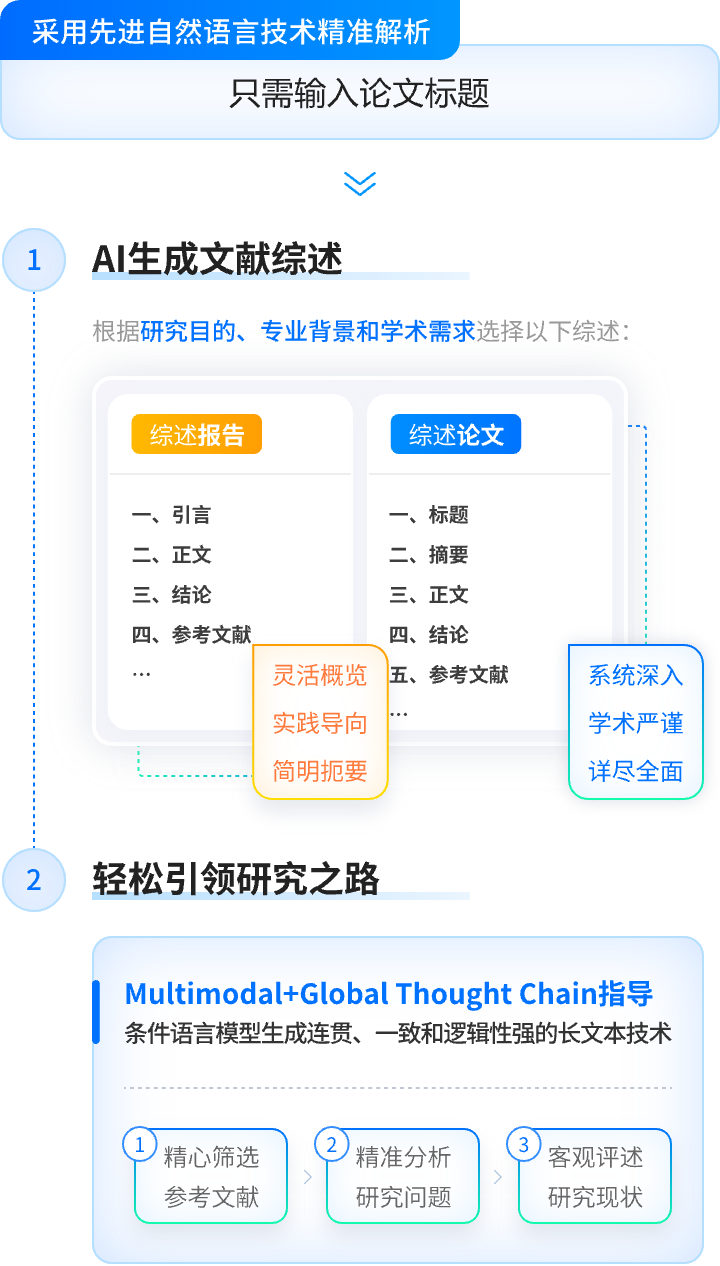 采用先进自然语言技术精准解析
只需输入论文标题
1
AI生成文献综述
根据研究目的、专业背景和学术需求选择以下综述：
综述报告
一、引言
二、正文
三、结论
四、参考文献
...
灵活概览
实践导向
简明扼要
综述论文
一、标题
二、摘要
三、正文
四、结论
五、参考文献
...
系统深入
学术严谨
详尽全面
2
轻松引领研究之路
Multimodal+Global Thought Chain指导
条件语言模型生成连贯、一致和逻辑性强的长文本技术
1
精心筛选
参考文献
2
精准分析
研究问题
3
客观评述
研究现状